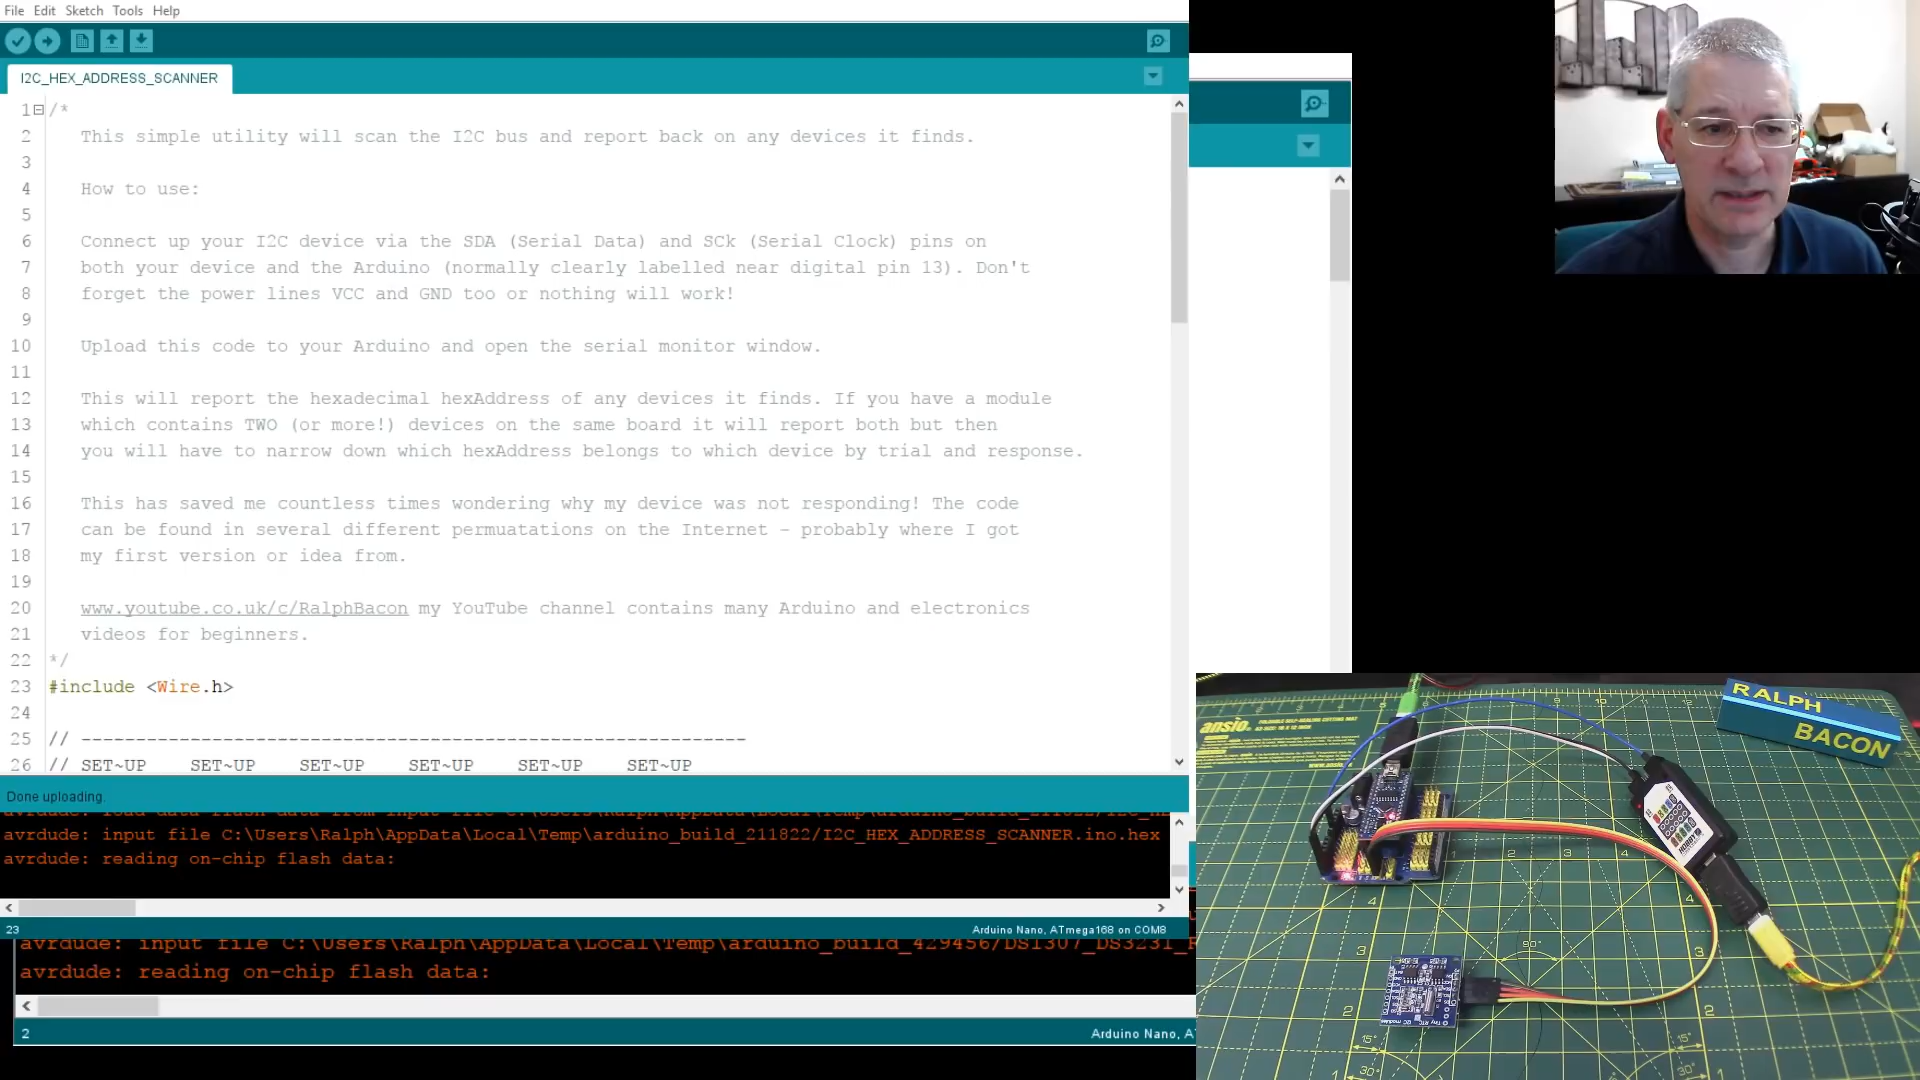 File Edit Sketch Tools Help
I2C_HEX_ADDRESS_SCANNER
1 /*
2 This simple utility will scan the I2C bus and report back on any devices it finds.
3
4 How to use:
5
6 Connect up your I2C device via the SDA (Serial Data) and SCk (Serial Clock) pins on
7 both your device and the Arduino (normally clearly labelled near digital pin 13). Don't
8 forget the power lines VCC and GND too or nothing will work!
9
10 Upload this code to your Arduino and open the serial monitor window.
11
12 This will report the hexadecimal hexAddress of any devices it finds. If you have a module
13 which contains TWO (or more!) devices on the same board it will report both but then
14 you will have to narrow down which hexAddress belongs to which device by trial and response.
15
16 This has saved me countless times wondering why my device was not responding! The code
17 can be found in several different permuatations on the Internet - probably where I got
18 my first version or idea from.
19
20 www.youtube.co.uk/c/RalphBacon my YouTube channel contains many Arduino and electronics
21 videos for beginners.
22 */
23 #include <Wire.h>
24
25 // -------------------------------------------------------------
26 // SET~UP SET~UP SET~UP SET~UP SET~UP SET~UP
Done uploading.
avrdude: input file C:\Users\Ralph\AppData\Local\Temp\arduino_build_211822/I2C_HEX_ADDRESS_SCANNER.ino.hex
avrdude: reading on-chip flash data:
23 Arduino Nano, ATmega168 on COM8
avrdude: input file C:\Users\Ralph\AppData\Local\Temp\arduino_build_429456/DS1307_DS3231_R
avrdude: reading on-chip flash data:
2 Arduino Nano, AT
RALPH
BACON
ansio.